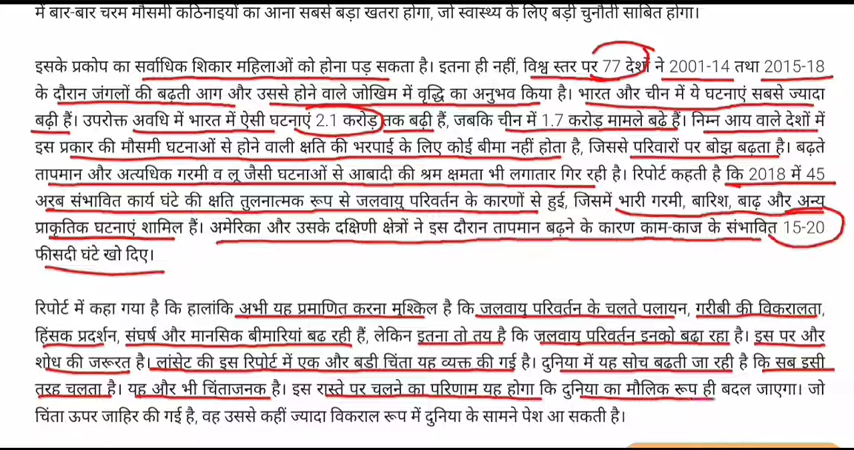 में बार-बार चरम मौसमी कठिनाइयों का आना सबसे बड़ा खतरा होगा, जो स्वास्थ्य के लिए बड़ी चुनौती साबित होगा।
इसके प्रकोप का सर्वाधिक शिकार महिलाओं को होना पड़ सकता है। इतना ही नहीं, विश्व स्तर पर 77 देशों ने 2001-14 तथा 2015-18
के दौरान जंगलों की बढ़ती आग और उससे होने वाले जोखिम में वृद्धि का अनुभव किया है। भारत और चीन में ये घटनाएं सबसे ज्यादा
बढ़ी हैं। उपरोक्त अवधि में भारत में ऐसी घटनाएं 2.1 करोड़ तक बढ़ी हैं, जबकि चीन में 1.7 करोड़ मामले बढ़े हैं। निम्न आय वाले देशों में
इस प्रकार की मौसमी घटनाओं से होने वाली क्षति की भरपाई के लिए कोई बीमा नहीं होता है, जिससे परिवारों पर बोझ बढ़ता है। बढ़ते
तापमान और अत्यधिक गरमी व लू जैसी घटनाओं से आबादी की श्रम क्षमता भी लगातार गिर रही है। रिपोर्ट कहती है कि 2018 में 45
अरब संभावित कार्य घंटे की क्षति तुलनात्मक रूप से जलवायु परिवर्तन के कारणों से हुई, जिसमें भारी गरमी, बारिश, बाढ़ और अन्य
प्राकृतिक घटनाएं शामिल हैं। अमेरिका और उसके दक्षिणी क्षेत्रों ने इस दौरान तापमान बढ़ने के कारण काम-काज के संभावित 15-20
फीसदी घंटे खो दिए।
रिपोर्ट में कहा गया है कि हालांकि अभी यह प्रमाणित करना मुश्किल है कि जलवायु परिवर्तन के चलते पलायन, गरीबी की विकरालता,
हिंसक प्रदर्शन, संघर्ष और मानसिक बीमारियां बढ़ रही हैं, लेकिन इतना तो तय है कि जलवायु परिवर्तन इनको बढ़ा रहा है। इस पर और
शोध की जरूरत है। लांसेट की इस रिपोर्ट में एक और बड़ी चिंता यह व्यक्त की गई है। दुनिया में यह सोच बढ़ती जा रही है कि सब इसी
तरह चलता है। यह और भी चिंताजनक है। इस रास्ते पर चलने का परिणाम यह होगा कि दुनिया का मौलिक रूप ही बदल जाएगा। जो
चिंता ऊपर जाहिर की गई है, वह उससे कहीं ज्यादा विकराल रूप में दुनिया के सामने पेश आ सकती है।